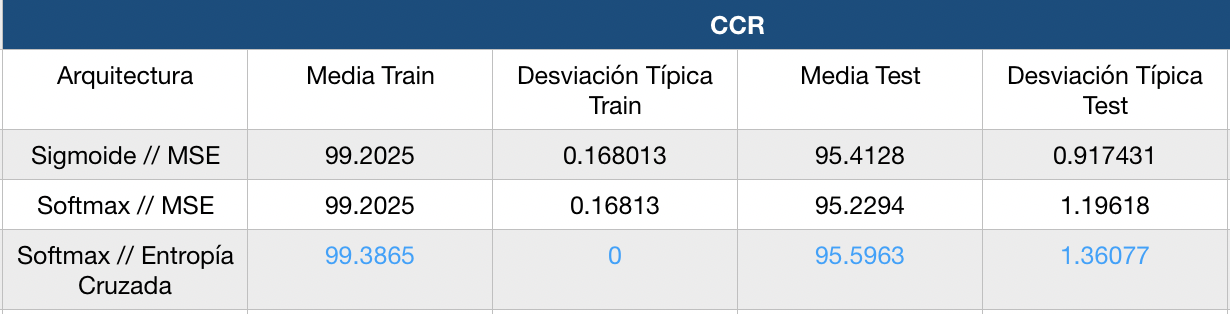 CCR
Arquitectura Media Train Desviación Típica Train Media Test Desviación Típica Test
Sigmoide // MSE 99.2025 0.168013 95.4128 0.917431
Softmax // MSE 99.2025 0.16813 95.2294 1.19618
Softmax // Entropía Cruzada 99.3865 0 95.5963 1.36077